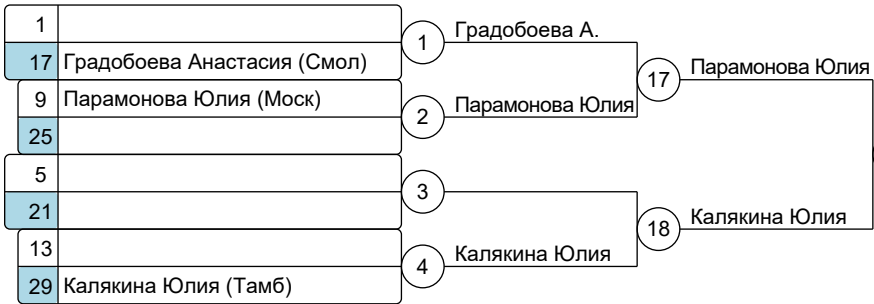 1
17 Градобоева Анастасия (Смол)
9 Парамонова Юлия (Моск)
25
5
21
13
29 Калякина Юлия (Тамб)
1
Градобоева А.
2
Парамонова Юлия
3
4
Калякина Юлия
17
Парамонова Юлия
18
Калякина Юлия